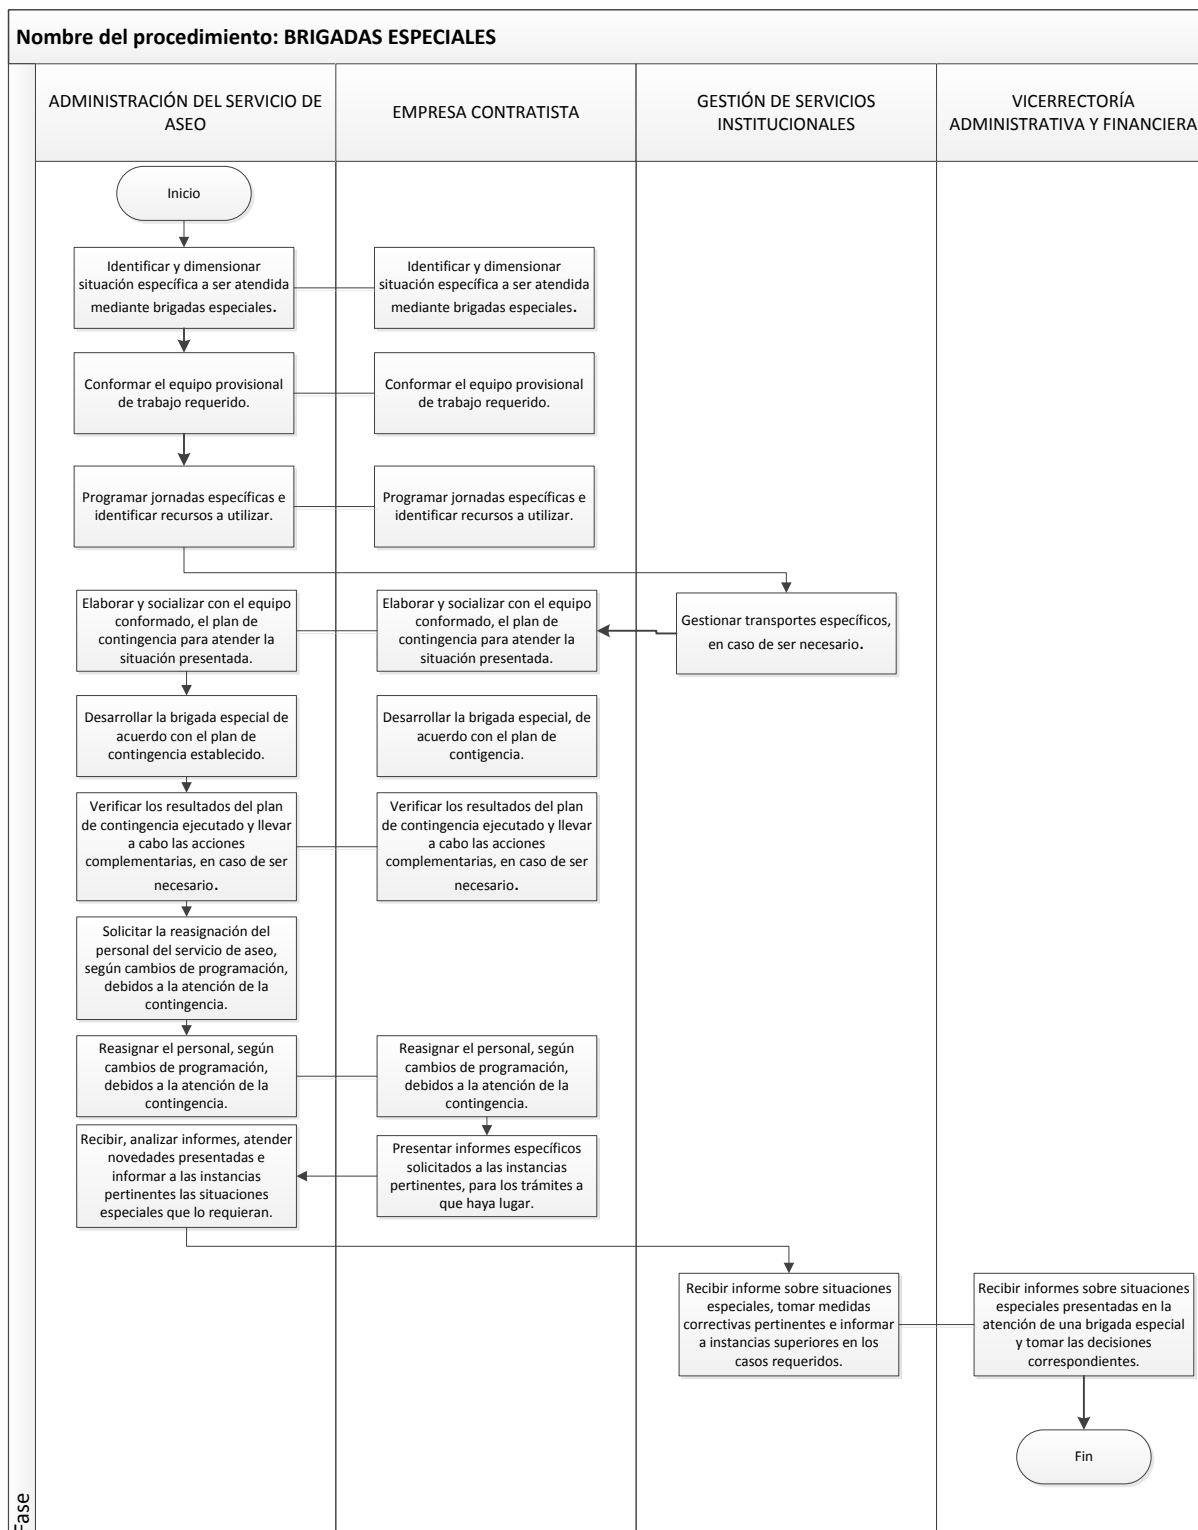 Nombre del procedimiento: BRIGADAS ESPECIALES
ADMINISTRACIÓN DEL SERVICIO DE
ASEO
EMPRESA CONTRATISTA
GESTIÓN DE SERVICIOS
INSTITUCIONALES
VICERRECTORÍA
ADMINISTRATIVA Y FINANCIERA
Inicio
Identificar y dimensionar
situación específica a ser atendida
mediante brigadas especiales.
Identificar y dimensionar
situación específica a ser atendida
mediante brigadas especiales.
Conformar el equipo provisional
de trabajo requerido.
Conformar el equipo provisional
de trabajo requerido.
Programar jornadas específicas e
identificar recursos a utilizar.
Programar jornadas específicas e
identificar recursos a utilizar.
Elaborar y socializar con el equipo
conformado, el plan de
contingencia para atender la
situación presentada.
Elaborar y socializar con el equipo
conformado, el plan de
contingencia para atender la
situación presentada.
Gestionar transportes específicos,
en caso de ser necesario.
Desarrollar la brigada especial de
acuerdo con el plan de
contingencia establecido.
Desarrollar la brigada especial, de
acuerdo con el plan de
contigencia.
Verificar los resultados del plan
de contingencia ejecutado y llevar
a cabo las acciones
complementarias, en caso de ser
necesario.
Verificar los resultados del plan
de contingencia ejecutado y llevar
a cabo las acciones
complementarias, en caso de ser
necesario.
Solicitar la reasignación del
personal del servicio de aseo,
según cambios de programación,
debidos a la atención de la
contingencia.
Reasignar el personal, según
cambios de programación,
debidos a la atención de la
contingencia.
Reasignar el personal, según
cambios de programación,
debidos a la atención de la
contingencia.
Recibir, analizar informes, atender
novedades presentadas e
informar a las instancias
pertinentes las situaciones
especiales que lo requieran.
Presentar informes específicos
solicitados a las instancias
pertinentes, para los trámites a
que haya lugar.
Recibir informe sobre situaciones
especiales, tomar medidas
correctivas pertinentes e informar
a instancias superiores en los
casos requeridos.
Recibir informes sobre situaciones
especiales presentadas en la
atención de una brigada especial
y tomar las decisiones
correspondientes.
Fin
Fase